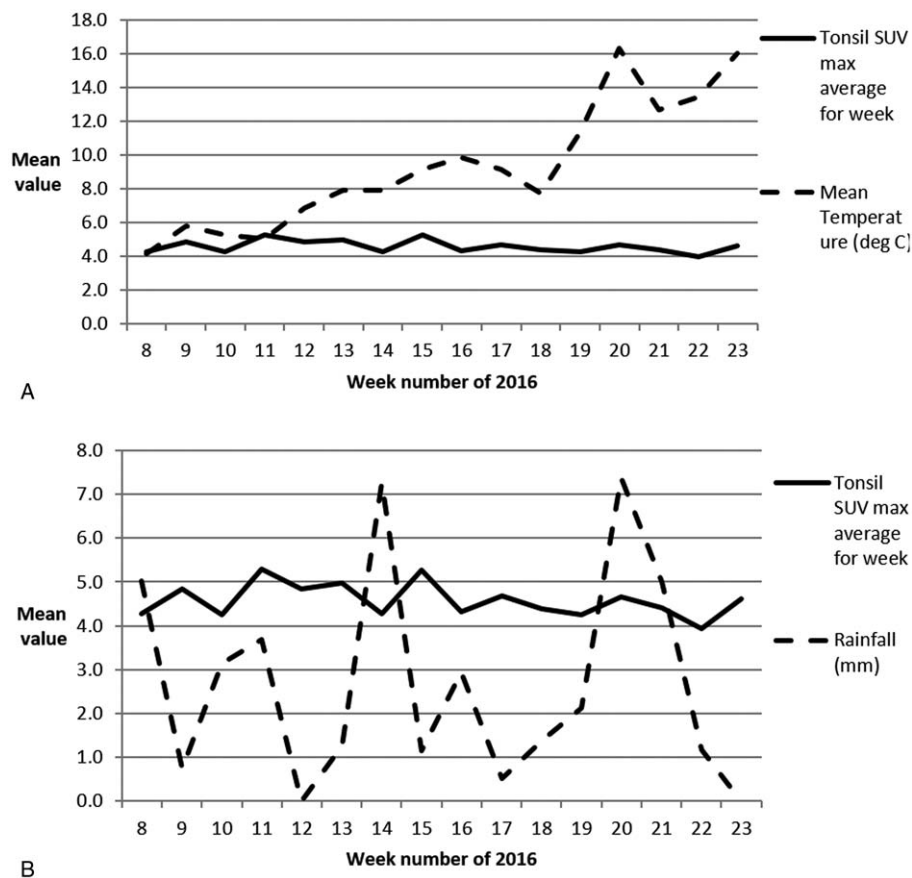 18.0
16.0
14.0
12.0
10.0
8.0
6.0
4.0
2.0
0.0
Mean
value
8 9 10 11 12 13 14 15 16 17 18 19 20 21 22 23
Week number of 2016
Tonsil SUV
max
average
for week
Mean
Temperat
ure (deg C)
A
8.0
7.0
6.0
5.0
4.0
3.0
2.0
1.0
0.0
Mean
value
8 9 10 11 12 13 14 15 16 17 18 19 20 21 22 23
Week number of 2016
Tonsil
SUV max
average
for week
Rainfall
(mm)
B